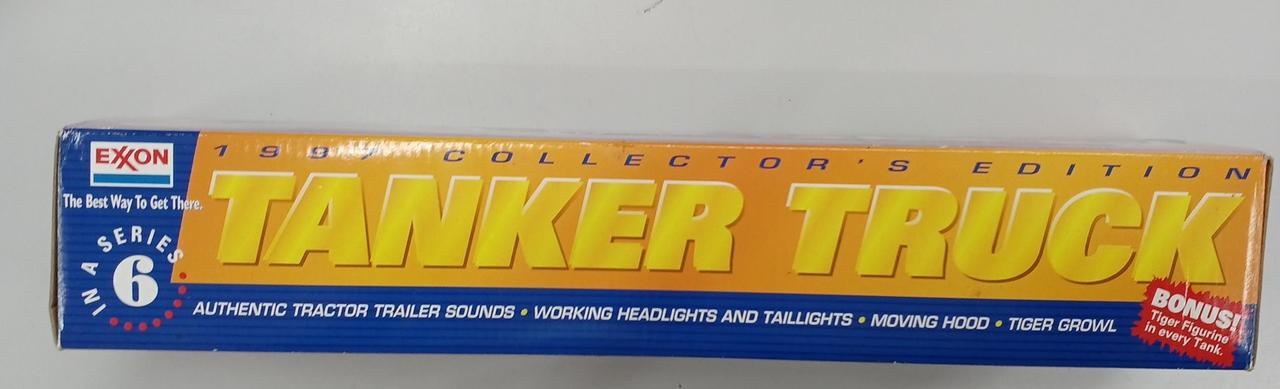 EXXON
The Best Way To Get There.
6 IN A SERIES
1997 COLLECTOR'S EDITION
TANKER TRUCK
AUTHENTIC TRACTOR TRAILER SOUNDS • WORKING HEADLIGHTS AND TAILLIGHTS • MOVING HOOD • TIGER GROWL
BONUS!
Tiger Figurine
in every Tank.